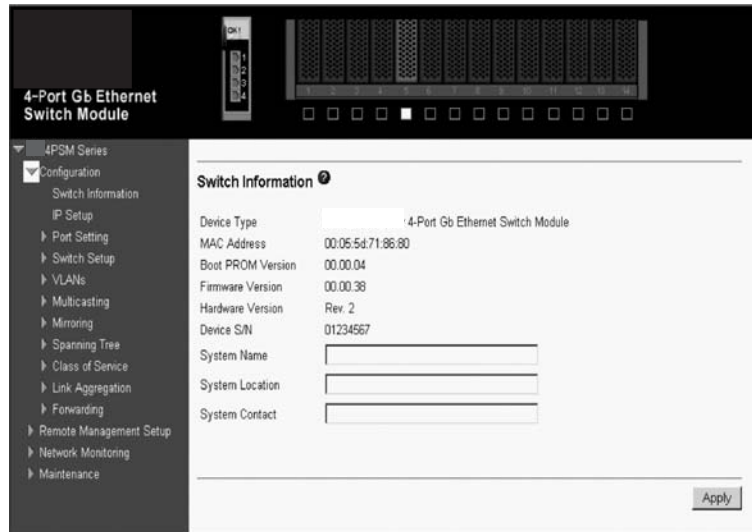 OK!
1
2
3
4
1 2 3 4 5 6 7 8 9 10 11 12 13 14
4-Port Gb Ethernet
Switch Module
4PSM Series
Configuration
Switch Information
IP Setup
Port Setting
Switch Setup
VLANs
Multicasting
Mirroring
Spanning Tree
Class of Service
Link Aggregation
Forwarding
Remote Management Setup
Network Monitoring
Maintenance
Switch Information ?
Device Type 4-Port Gb Ethernet Switch Module
MAC Address 00:05:5d:71:86:80
Boot PROM Version 00.00.04
Firmware Version 00.00.38
Hardware Version Rev. 2
Device S/N 01234567
System Name
System Location
System Contact
Apply